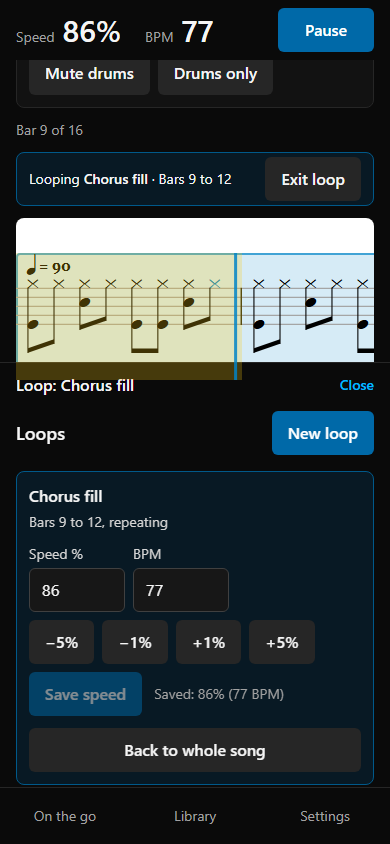 Speed 86% BPM 77 Pause
Mute drums Drums only
Bar 9 of 16
Looping Chorus fill · Bars 9 to 12 Exit loop
= 90
Loop: Chorus fill Close
Loops New loop
Chorus fill
Bars 9 to 12, repeating
Speed % BPM
86 77
−5% −1% +1% +5%
Save speed Saved: 86% (77 BPM)
Back to whole song
On the go Library Settings